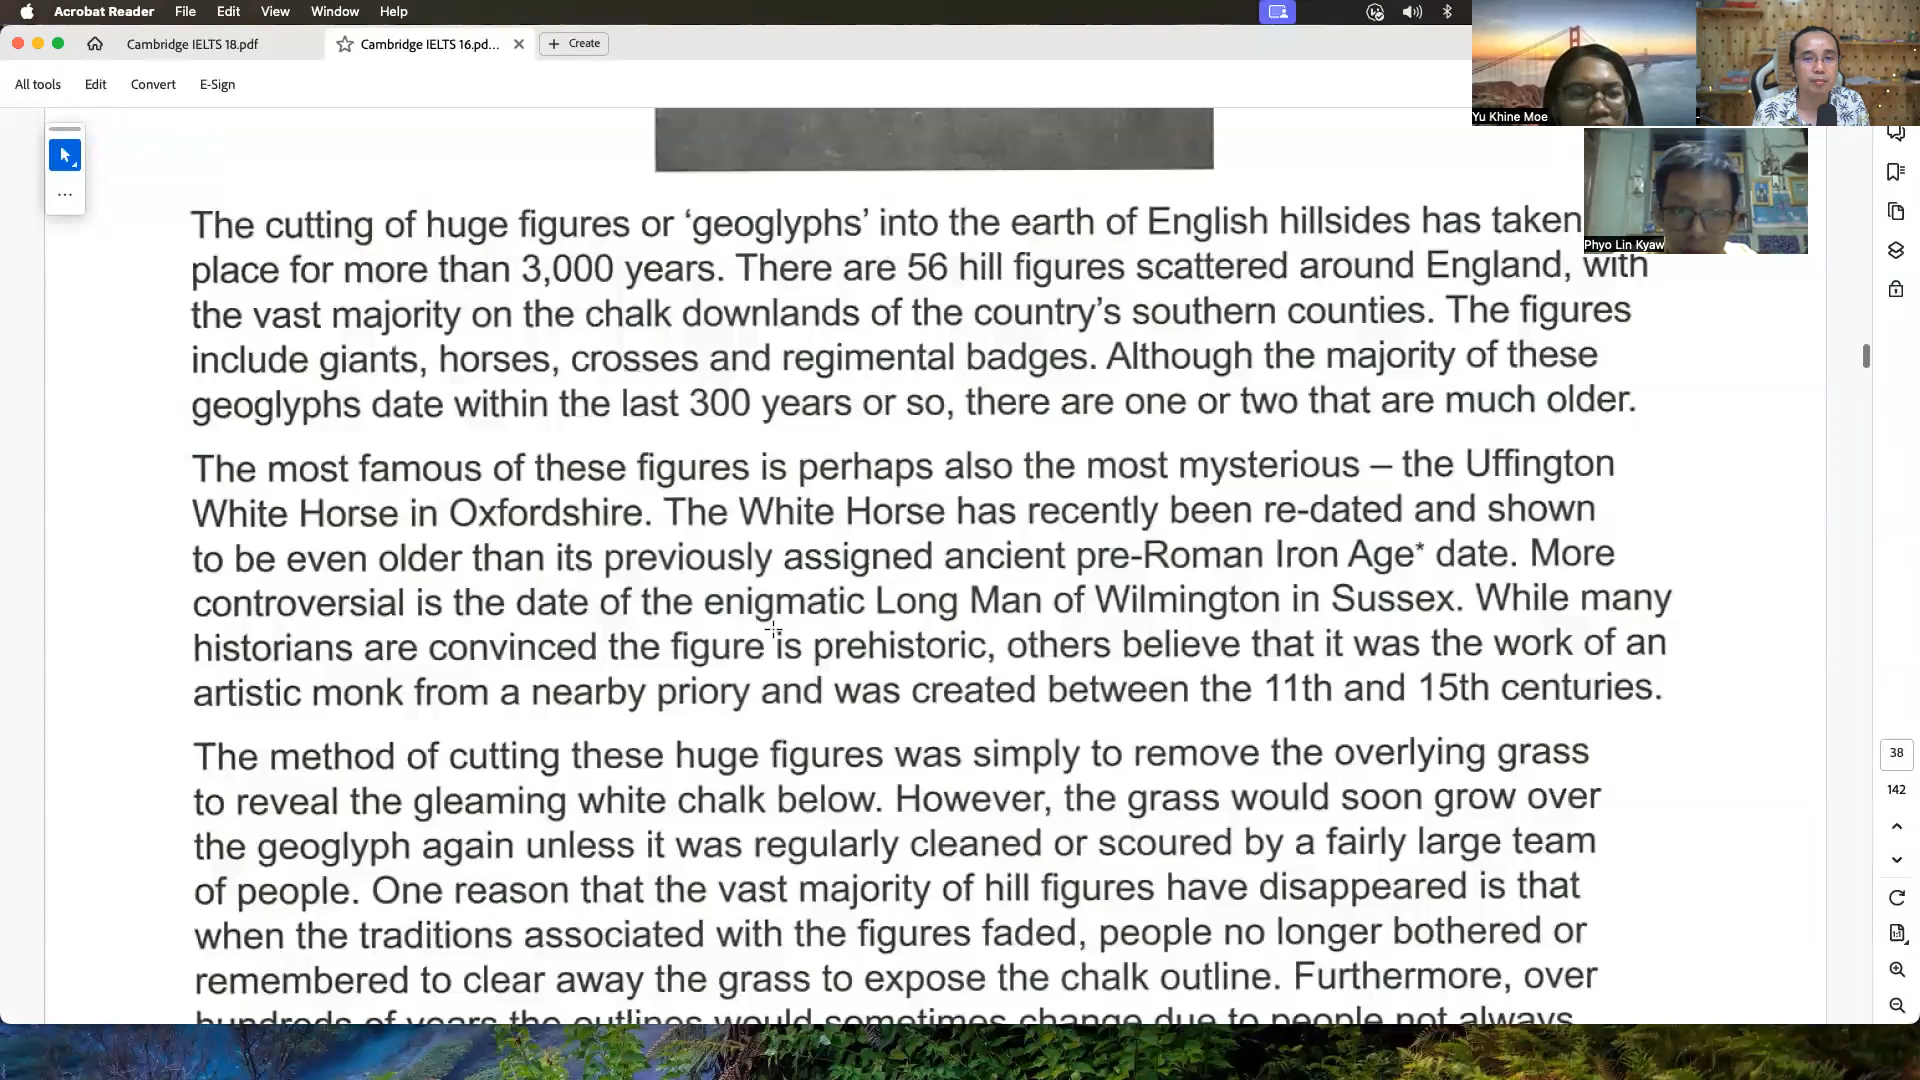 Acrobat Reader File Edit View Window Help
Cambridge IELTS 18.pdf
Cambridge IELTS 16.pd...
Create
All tools Edit Convert E-Sign
Yu Khine Moe
Phyo Lin Kyaw
The cutting of huge figures or ‘geoglyphs’ into the earth of English hillsides has taken
place for more than 3,000 years. There are 56 hill figures scattered around England, with
the vast majority on the chalk downlands of the country’s southern counties. The figures
include giants, horses, crosses and regimental badges. Although the majority of these
geoglyphs date within the last 300 years or so, there are one or two that are much older.
The most famous of these figures is perhaps also the most mysterious – the Uffington
White Horse in Oxfordshire. The White Horse has recently been re-dated and shown
to be even older than its previously assigned ancient pre-Roman Iron Age* date. More
controversial is the date of the enigmatic Long Man of Wilmington in Sussex. While many
historians are convinced the figure is prehistoric, others believe that it was the work of an
artistic monk from a nearby priory and was created between the 11th and 15th centuries.
The method of cutting these huge figures was simply to remove the overlying grass
to reveal the gleaming white chalk below. However, the grass would soon grow over
the geoglyph again unless it was regularly cleaned or scoured by a fairly large team
of people. One reason that the vast majority of hill figures have disappeared is that
when the traditions associated with the figures faded, people no longer bothered or
remembered to clear away the grass to expose the chalk outline. Furthermore, over
hundreds of years the outlines would sometimes change due to people not always
38
142